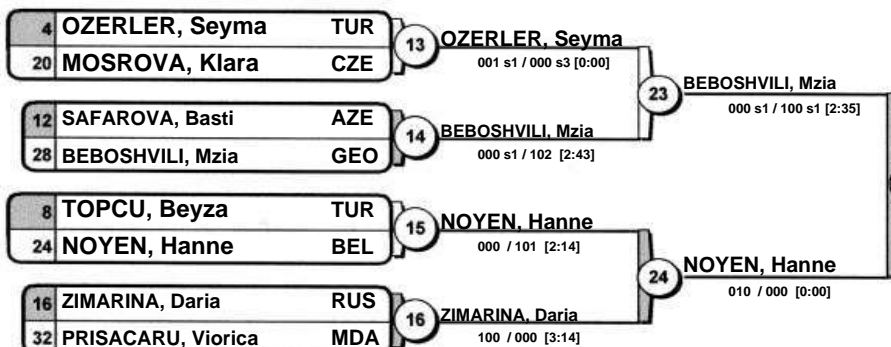 4 OZERLER, Seyma TUR
20 MOSROVA, Klara CZE
13
OZERLER, Seyma
001 s1 / 000 s3 [0:00]
12 SAFAROVA, Basti AZE
28 BEBOSHVILI, Mzia GEO
14
BEBOSHVILI, Mzia
000 s1 / 102 [2:43]
23
BEBOSHVILI, Mzia
000 s1 / 100 s1 [2:35]
8 TOPCU, Beyza TUR
24 NOYEN, Hanne BEL
15
NOYEN, Hanne
000 / 101 [2:14]
16 ZIMARINA, Daria RUS
32 PRISACARU, Viorica MDA
16
ZIMARINA, Daria
100 / 000 [3:14]
24
NOYEN, Hanne
010 / 000 [0:00]